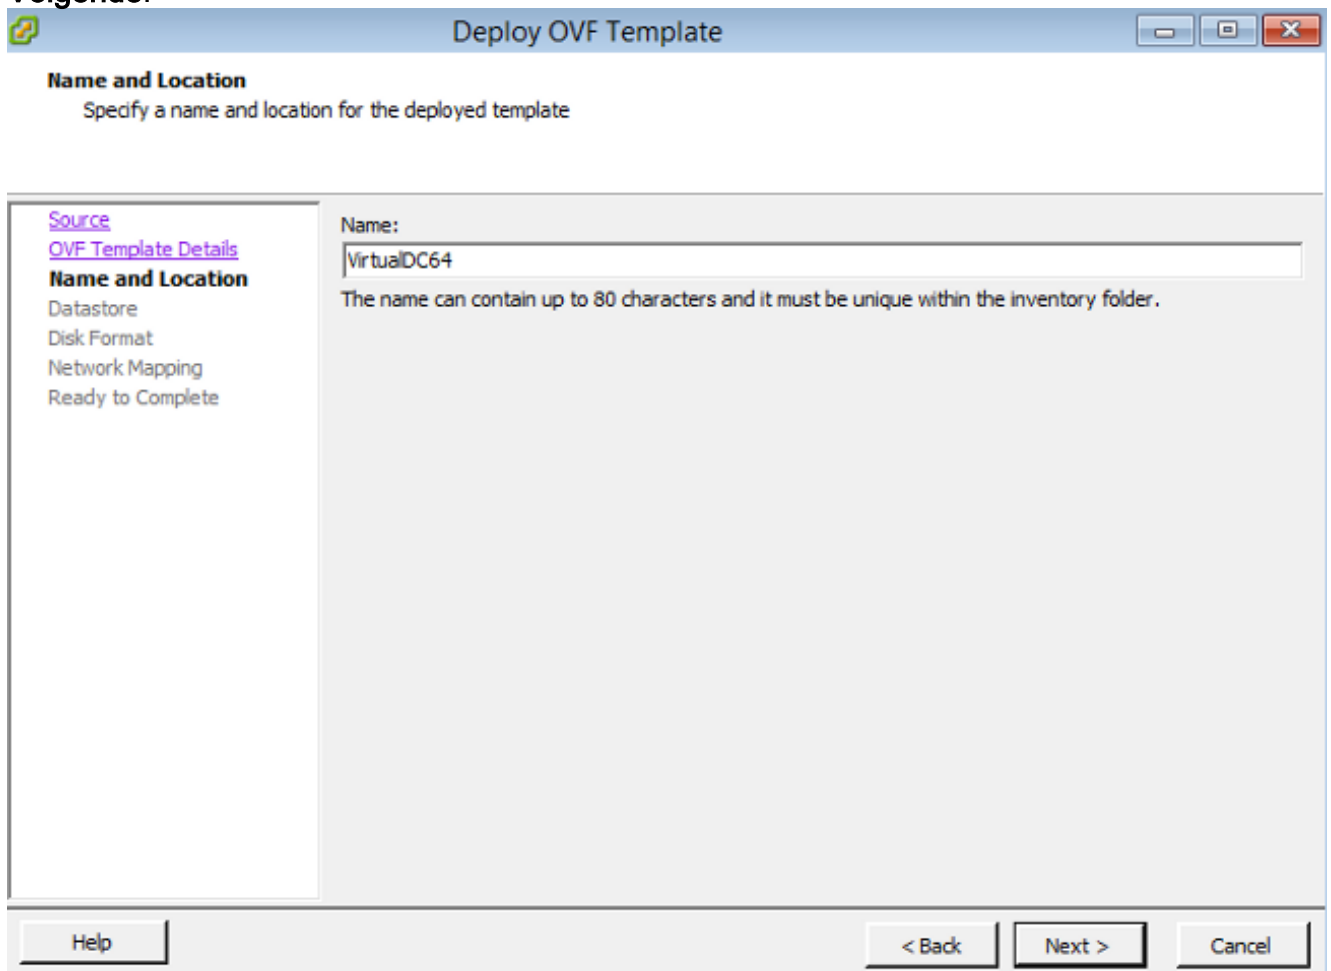 Volgende.
Deploy OVF Template
Name and Location
Specify a name and location for the deployed template
Source
OVF Template Details
Name and Location
Datastore
Disk Format
Network Mapping
Ready to Complete
Name:
VirtualDC64
The name can contain up to 80 characters and it must be unique within the inventory folder.
Help
< Back
Next >
Cancel